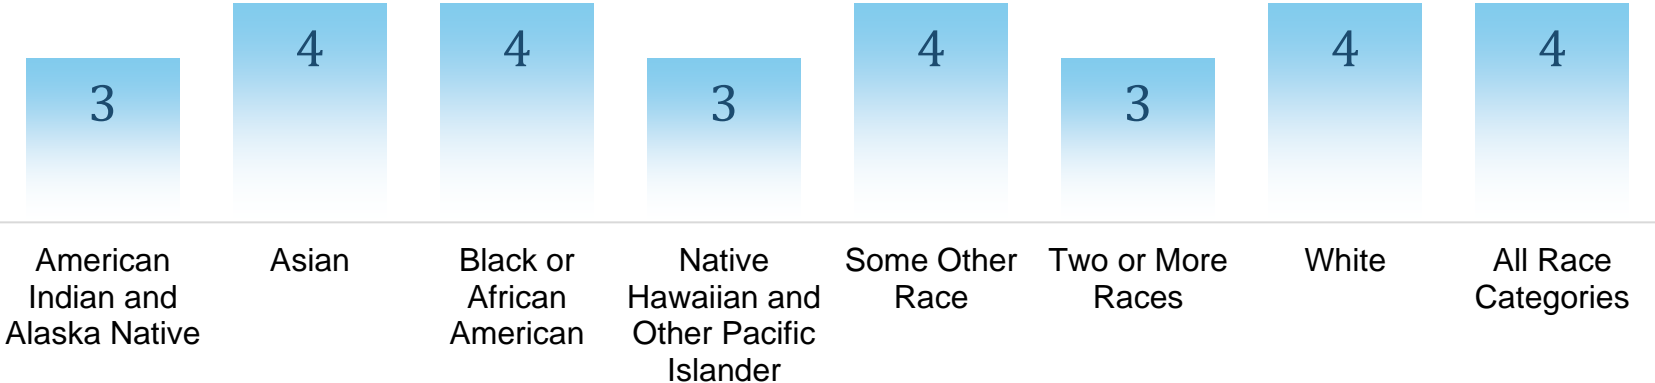 3
4
4
3
4
3
4
4
American
Indian and
Alaska Native
Asian
Black or
African
American
Native
Hawaiian and
Other Pacific
Islander
Some Other
Race
Two or More
Races
White
All Race
Categories